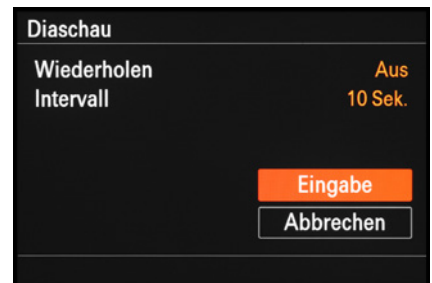 Diaschau
Wiederholen Aus
Intervall 10 Sek.
Eingabe
Abbrechen